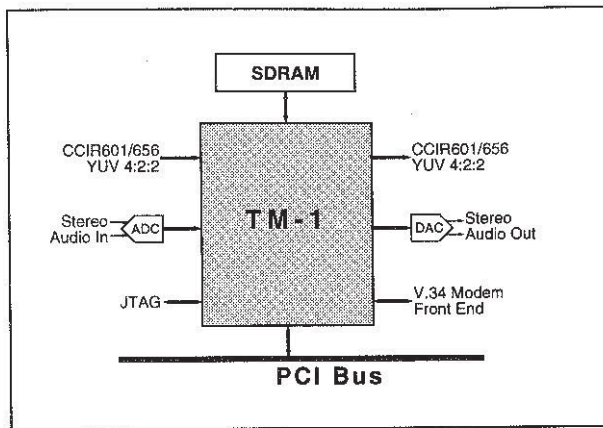 SDRAM
CCIR601/656
YUV 4:2:2
CCIR601/656
YUV 4:2:2
TM-1
Stereo
Audio In
ADC
DAC
Stereo
Audio Out
JTAG
V.34 Modem
Front End
PCI Bus